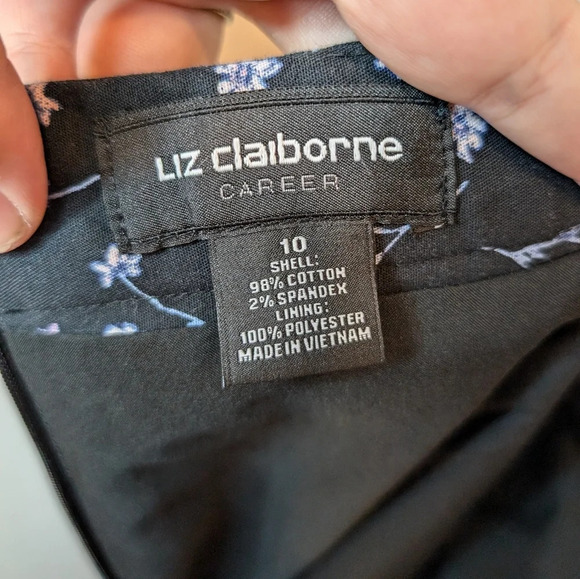 Liz claiborne
CAREER
10
SHELL:
98% COTTON
2% SPANDEX
LINING:
100% POLYESTER
MADE IN VIETNAM